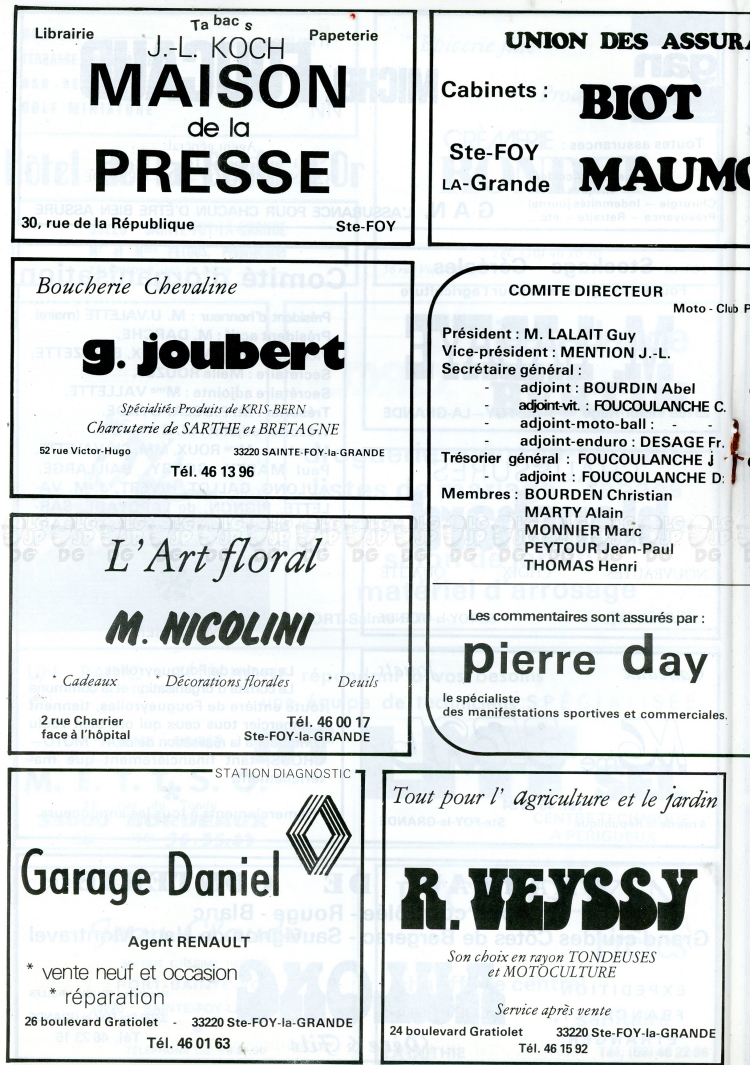 Librairie
Tabacs
Papeterie
J.-L. KOCH
MAISON
de la
PRESSE
30, rue de la République
Ste-FOY
UNION DES ASSURA
Cabinets :
BIOT
Ste-FOY
LA-Grande
MAUMO
Boucherie Chevaline
g. joubert
Spécialités Produits de KRIS-BERN
Charcuterie de SARTHE et BRETAGNE
52 rue Victor-Hugo 33220 SAINTE-FOY-la-GRANDE
Tél. 46 13 96
COMITE DIRECTEUR
Moto - Club P
Président : M. LALAIT Guy
Vice-président : MENTION J.-L.
Secrétaire général :
- adjoint : BOURDIN Abel
adjoint-vit. : FOUCOULANCHE C.
- adjoint-moto-ball : - -
- adjoint-enduro : DESAGE Fr.
Trésorier général : FOUCOULANCHE J
- adjoint : FOUCOULANCHE D.
Membres : BOURDEN Christian
MARTY Alain
MONNIER Marc
PEYTOUR Jean-Paul
THOMAS Henri
Les commentaires sont assurés par :
pierre day
le spécialiste
des manifestations sportives et commerciales.
L'Art floral
M. NICOLINI
* Cadeaux * Décorations florales * Deuils
2 rue Charrier
face à l'hôpital
Tél. 46 00 17
Ste-FOY-la-GRANDE
STATION DIAGNOSTIC
Garage Daniel
Agent RENAULT
* vente neuf et occasion
* réparation
26 boulevard Gratiolet - 33220 Ste-FOY-la-GRANDE
Tél. 46 01 63
Tout pour l'agriculture et le jardin
R. VEYSSY
Son choix en rayon TONDEUSES
et MOTOCULTURE
Service après vente
24 boulevard Gratiolet 33220 Ste-FOY-la-GRANDE
Tél. 46 15 92